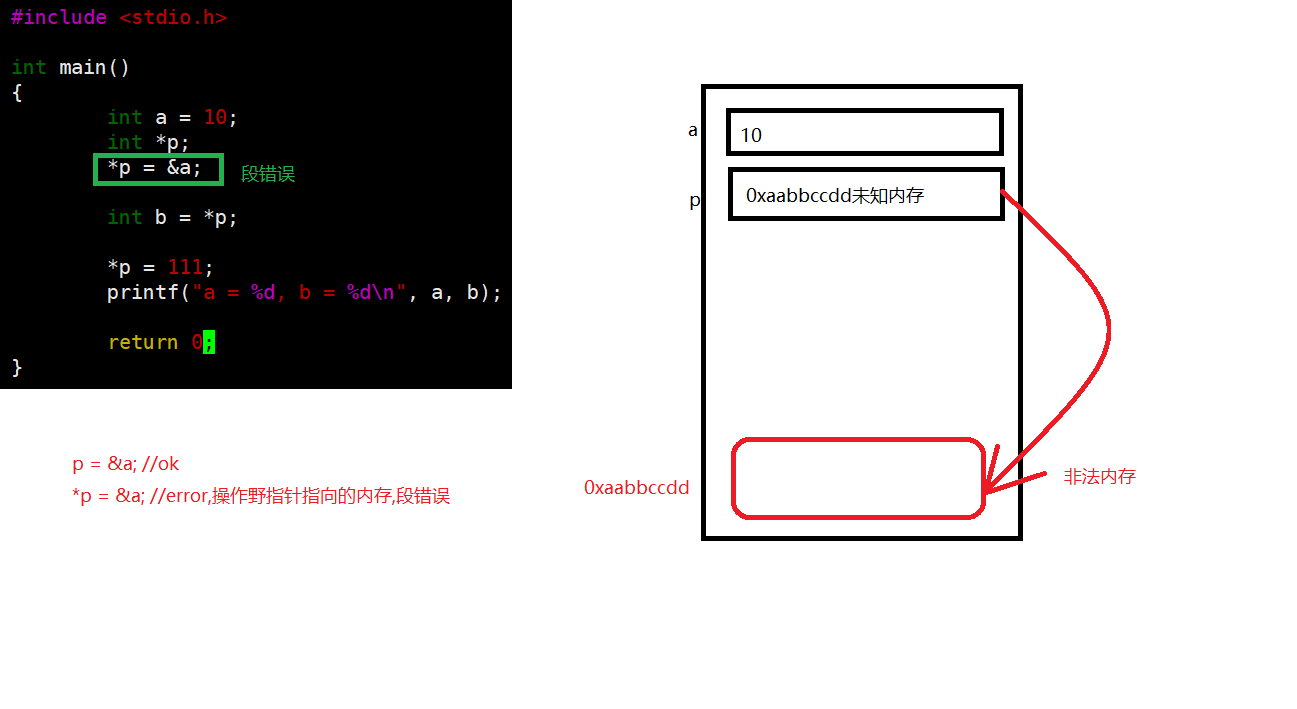 #include <stdio.h>
int main()
{
int a = 10;
int *p;
*p = &a;
段错误
int b = *p;
*p = 111;
printf("a = %d, b = %d\n", a, b);
return 0;
}
p = &a; //ok
*p = &a; //error,操作野指针指向的内存,段错误
a
10
p
0xaabbccdd未知内存
0xaabbccdd
非法内存